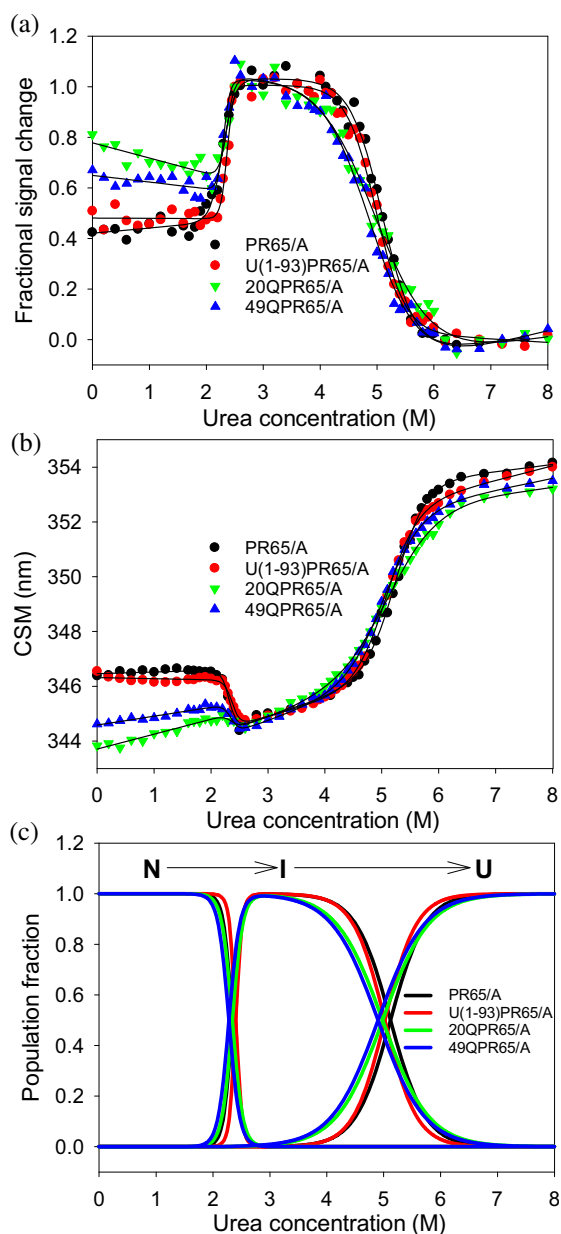 (a)
1.2
1.0
0.8
0.6
0.4
0.2
0.0
Fractional signal change
PR65/A
U(1-93)PR65/A
20QPR65/A
49QPR65/A
0 1 2 3 4 5 6 7 8
Urea concentration (M)
(b)
354
352
350
348
346
344
CSM (nm)
PR65/A
U(1-93)PR65/A
20QPR65/A
49QPR65/A
0 1 2 3 4 5 6 7 8
Urea concentration (M)
(c)
1.2
1.0
0.8
0.6
0.4
0.2
0.0
Population fraction
N I U
PR65/A
U(1-93)PR65/A
20QPR65/A
49QPR65/A
0 1 2 3 4 5 6 7 8
Urea concentration (M)